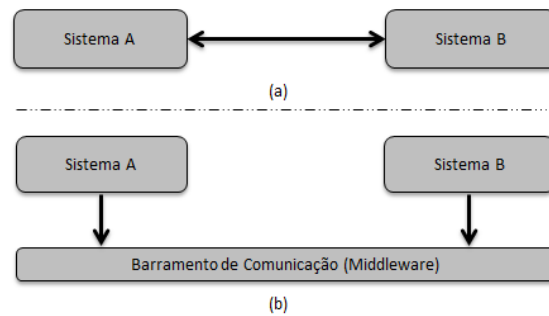 Sistema A
Sistema B
(a)
Sistema A
Sistema B
Barramento de Comunicação (Middleware)
(b)